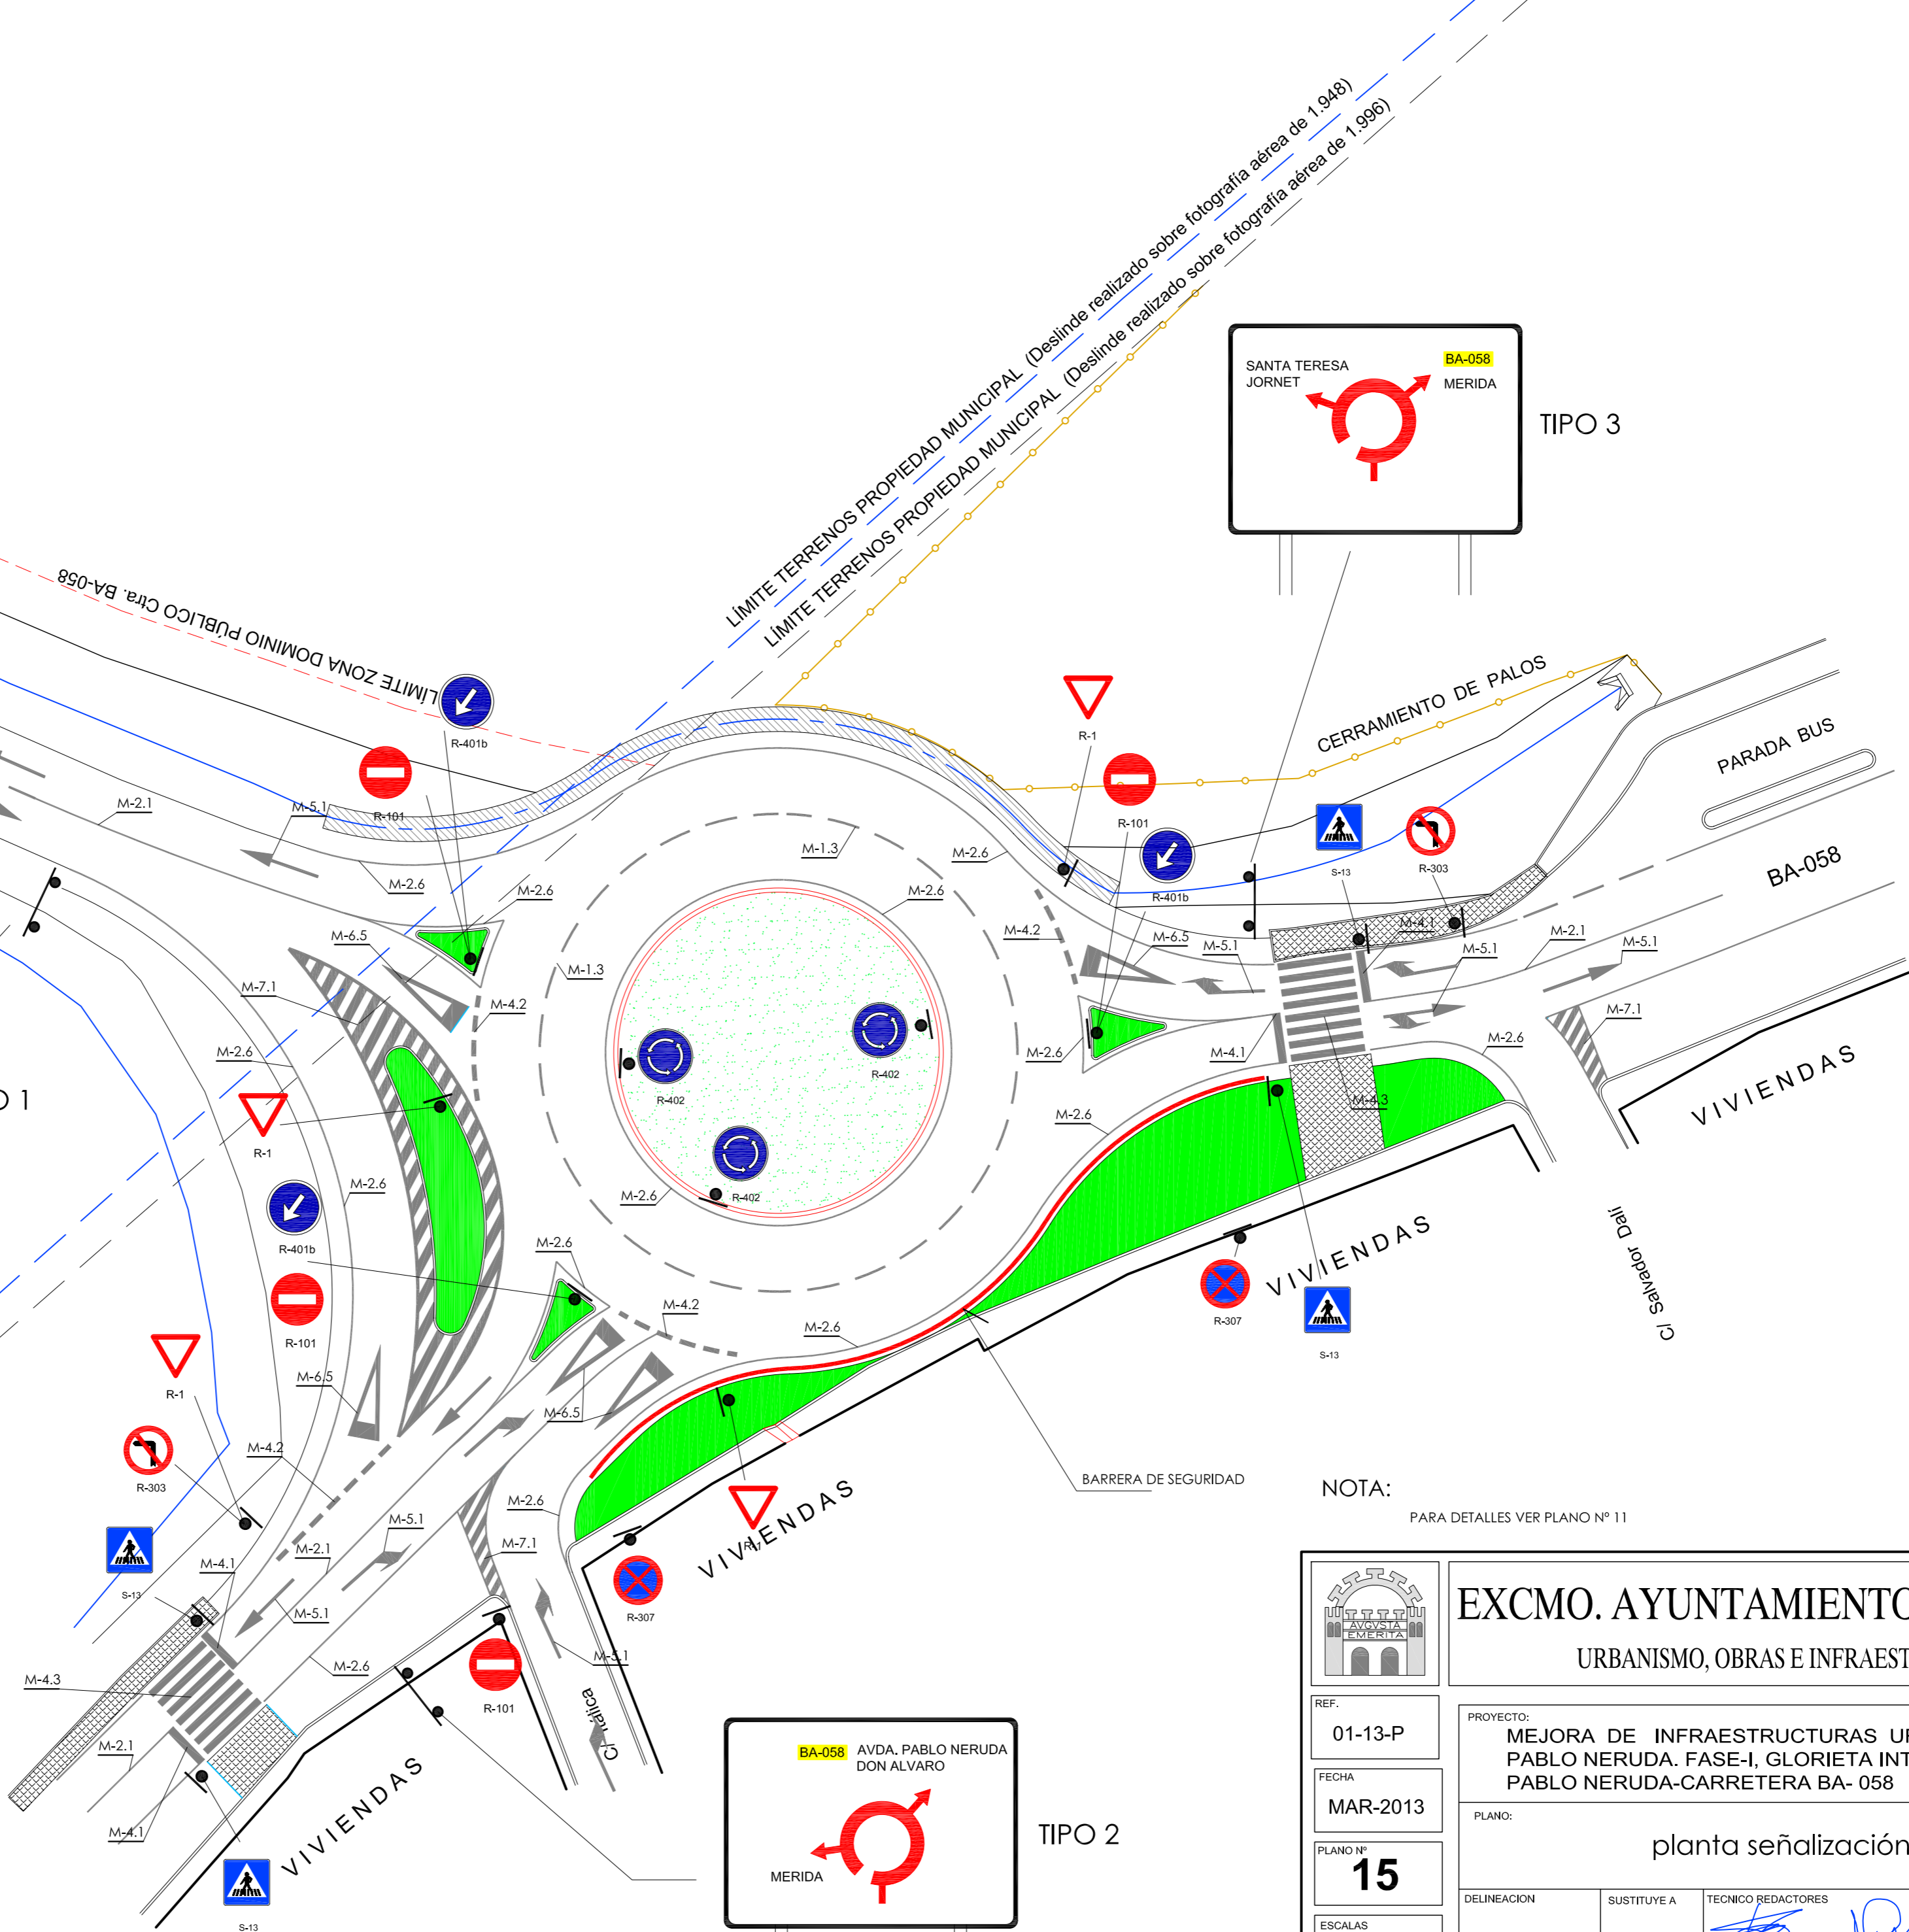 LÍMITE TERRENOS PROPIEDAD MUNICIPAL (Deslinde realizado sobre fotografía aérea de 1.948)
LÍMITE TERRENOS PROPIEDAD MUNICIPAL (Deslinde realizado sobre fotografía aérea de 1.996)
SANTA TERESA
JORNET
BA-058
MERIDA
TIPO 3
LÍMITE ZONA DOMINIO PÚBLICO Ctra. BA-058
R-401b
R-101
R-1
R-101
R-401b
CERRAMIENTO DE PALOS
PARADA BUS
S-13
R-303
BA-058
M-2.1
M-5.1
M-2.6
M-2.6
M-1.3
M-2.6
M-2.6
M-6.5
M-1.3
M-7.1
M-4.2
M-4.2
M-6.5
M-5.1
M-4.1
M-5.1
M-2.1
M-5.1
M-7.1
M-2.6
M-2.6
M-4.1
M-2.6
M-4.3
M-2.6
VIVIENDAS
O 1
M-2.6
R-1
R-402
R-402
R-402
M-2.6
M-2.6
R-401b
R-101
M-2.6
M-4.2
M-2.6
R-1
M-6.5
M-6.5
R-303
M-4.2
VIVIENDAS
R-307
S-13
C/ Salvador Dalí
BARRERA DE SEGURIDAD
VIVIENDAS
R-1
M-2.6
M-5.1
M-7.1
M-2.1
M-4.1
S-13
M-5.1
R-307
M-5.1
M-2.6
M-4.3
R-101
C/ Itálica
M-2.1
M-4.1
VIVIENDAS
S-13
BA-058 AVDA. PABLO NERUDA
DON ALVARO
MERIDA
TIPO 2
NOTA:
PARA DETALLES VER PLANO Nº 11
AVGVSTA
EMERITA
EXCMO. AYUNTAMIENTO
URBANISMO, OBRAS E INFRAEST
REF.
01-13-P
PROYECTO:
MEJORA DE INFRAESTRUCTURAS UR
PABLO NERUDA. FASE-I, GLORIETA INT
PABLO NERUDA-CARRETERA BA- 058
FECHA
MAR-2013
PLANO:
planta señalización
PLANO Nº
15
DELINEACION
SUSTITUYE A
TECNICO REDACTORES
ESCALAS